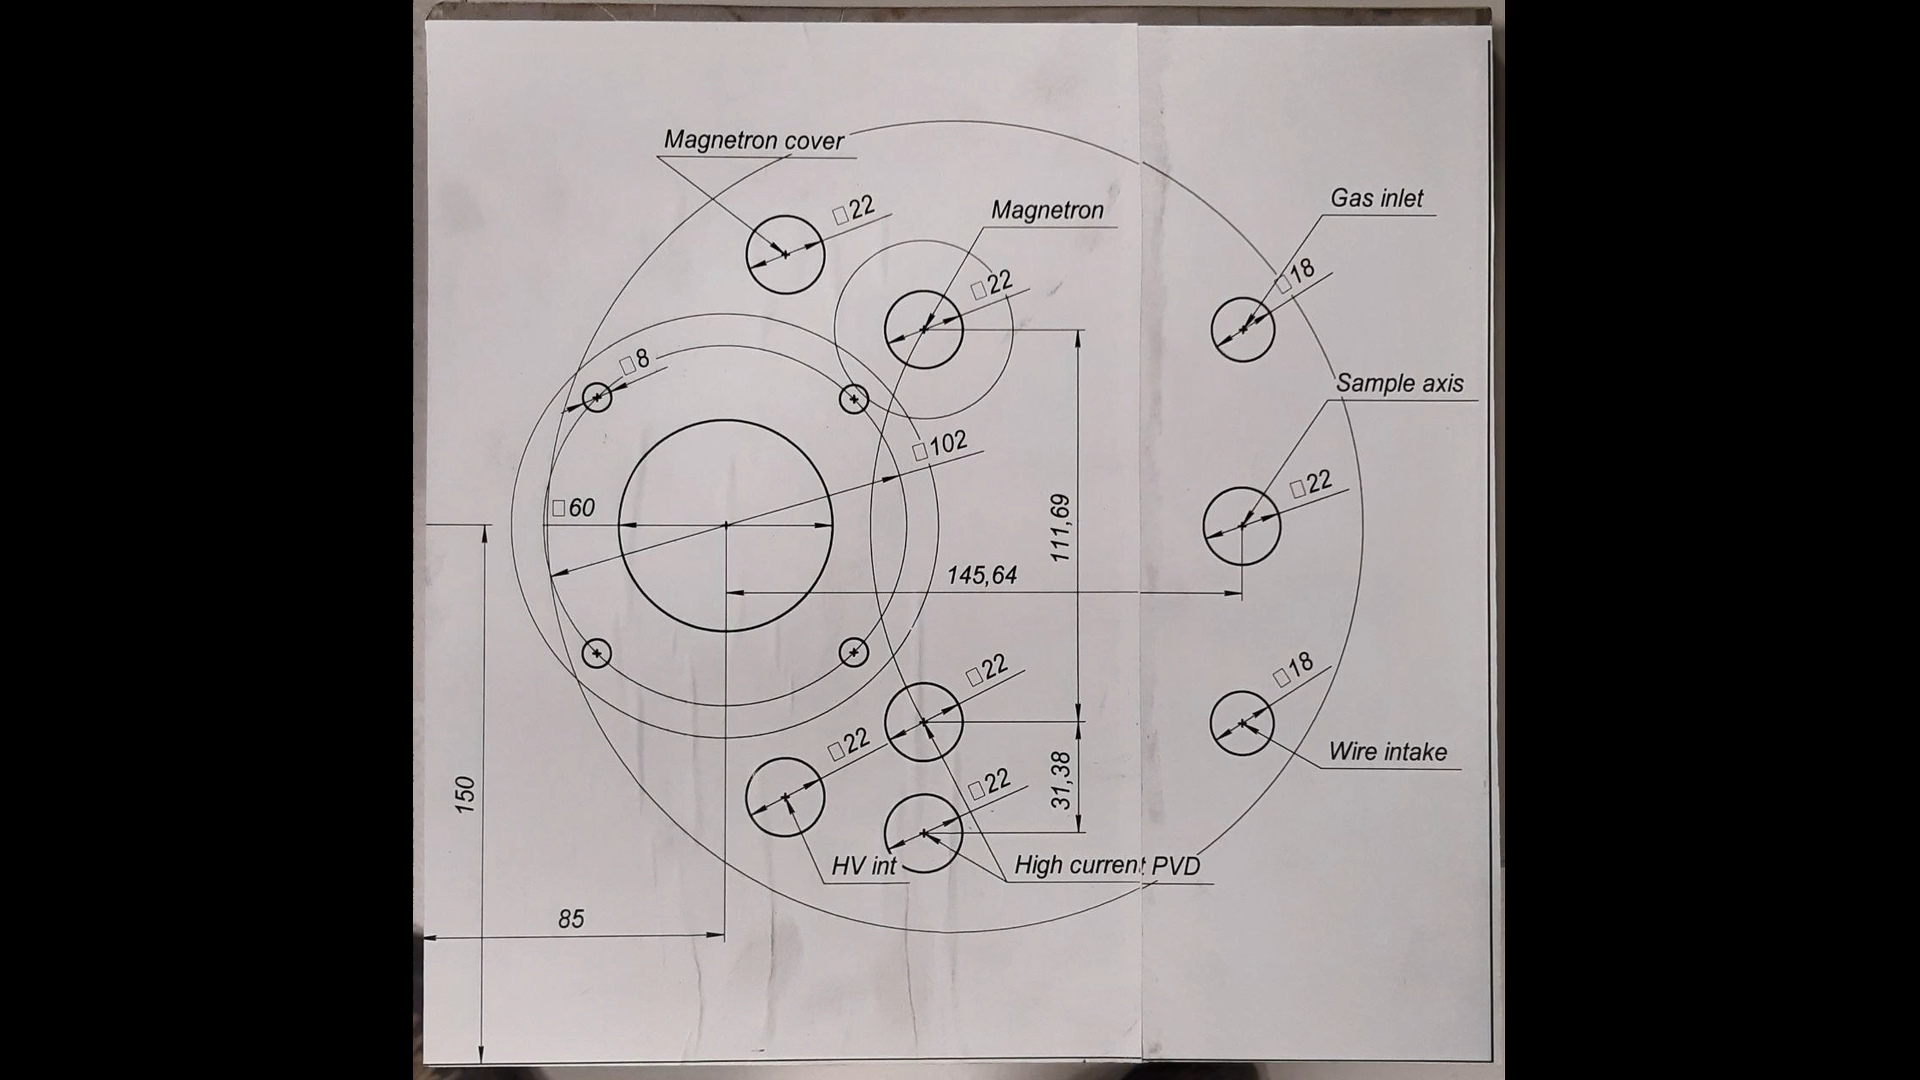 Magnetron cover
□22
Magnetron
Gas inlet
□22
□18
□8
Sample axis
□102
□60
□22
111,69
145,64
□22
□18
□22
Wire intake
31,38
□22
150
HV int
High current PVD
85